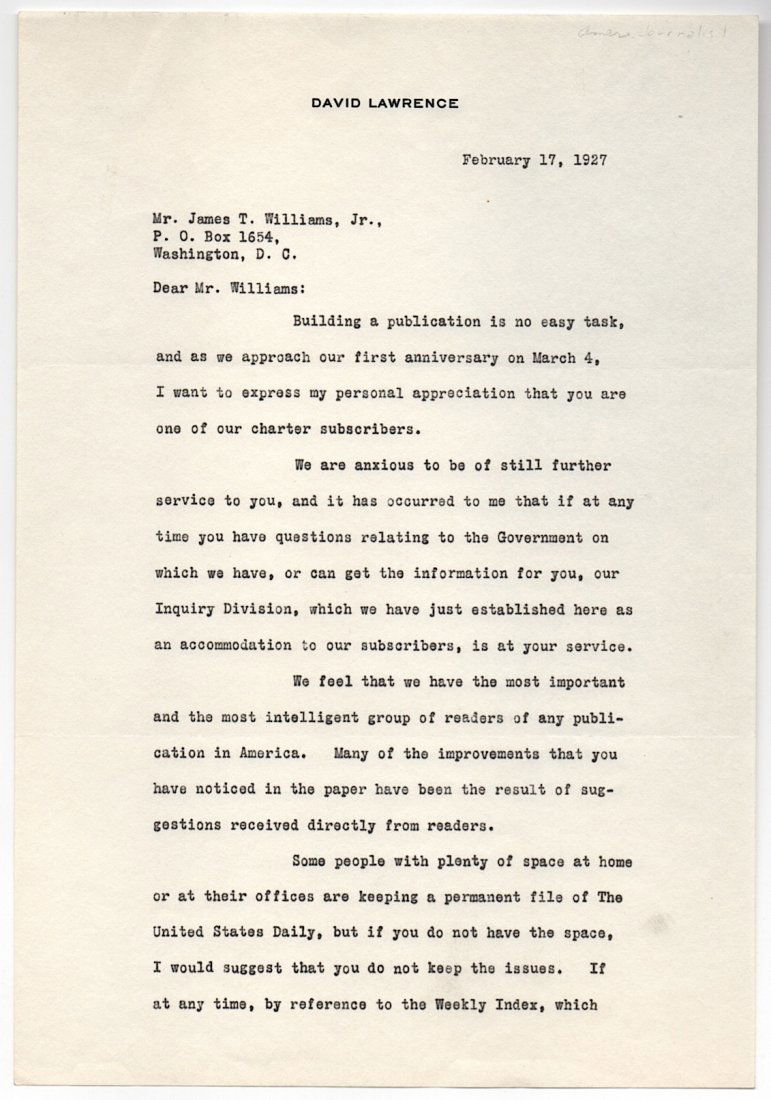 DAVID LAWRENCE
February 17, 1927
Mr. James T. Williams, Jr.,
P. O. Box 1654,
Washington, D. C.
Dear Mr. Williams:
Building a publication is no easy task,
and as we approach our first anniversary on March 4,
I want to express my personal appreciation that you are
one of our charter subscribers.
We are anxious to be of still further
service to you, and it has occurred to me that if at any
time you have questions relating to the Government on
which we have, or can get the information for you, our
Inquiry Division, which we have just established here as
an accommodation to our subscribers, is at your service.
We feel that we have the most important
and the most intelligent group of readers of any publi-
cation in America. Many of the improvements that you
have noticed in the paper have been the result of sug-
gestions received directly from readers.
Some people with plenty of space at home
or at their offices are keeping a permanent file of The
United States Daily, but if you do not have the space,
I would suggest that you do not keep the issues. If
at any time, by reference to the Weekly Index, which